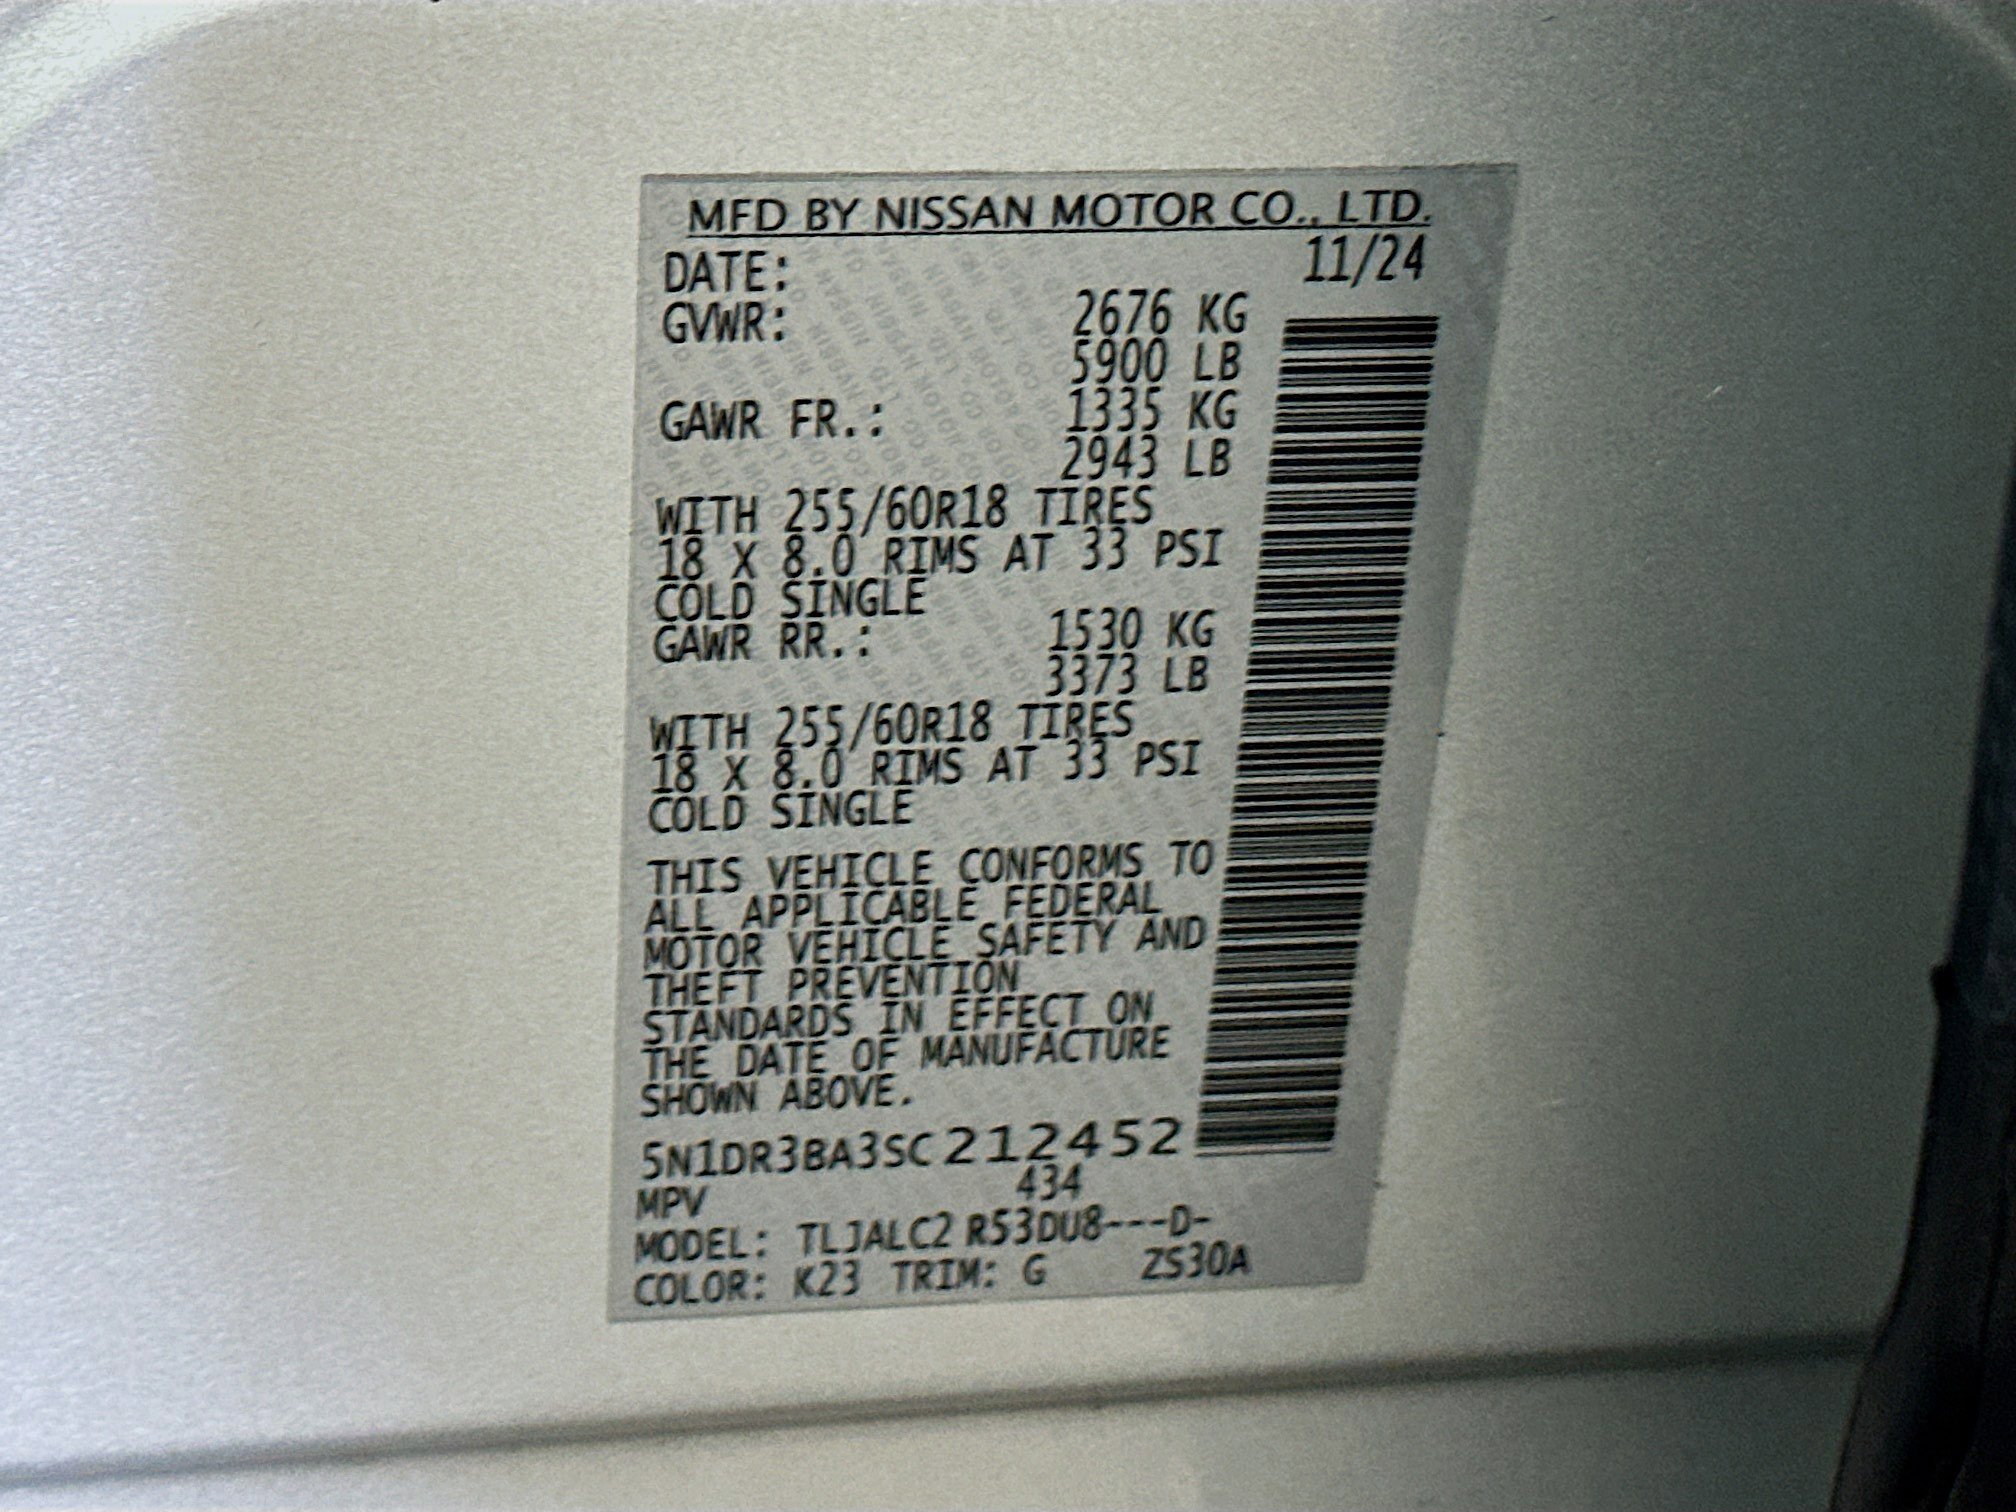 MFD BY NISSAN MOTOR CO., LTD.
DATE: 11/24
GVWR: 2676 KG
5900 LB
GAWR FR.: 1335 KG
2943 LB
WITH 255/60R18 TIRES
18 X 8.0 RIMS AT 33 PSI
COLD SINGLE
GAWR RR.: 1530 KG
3373 LB
WITH 255/60R18 TIRES
18 X 8.0 RIMS AT 33 PSI
COLD SINGLE
THIS VEHICLE CONFORMS TO
ALL APPLICABLE FEDERAL
MOTOR VEHICLE SAFETY AND
THEFT PREVENTION
STANDARDS IN EFFECT ON
THE DATE OF MANUFACTURE
SHOWN ABOVE.
5N1DR3BA3SC212452
MPV 434
MODEL: TLJALC2 R53DU8---D-
COLOR: K23 TRIM: G ZS30A